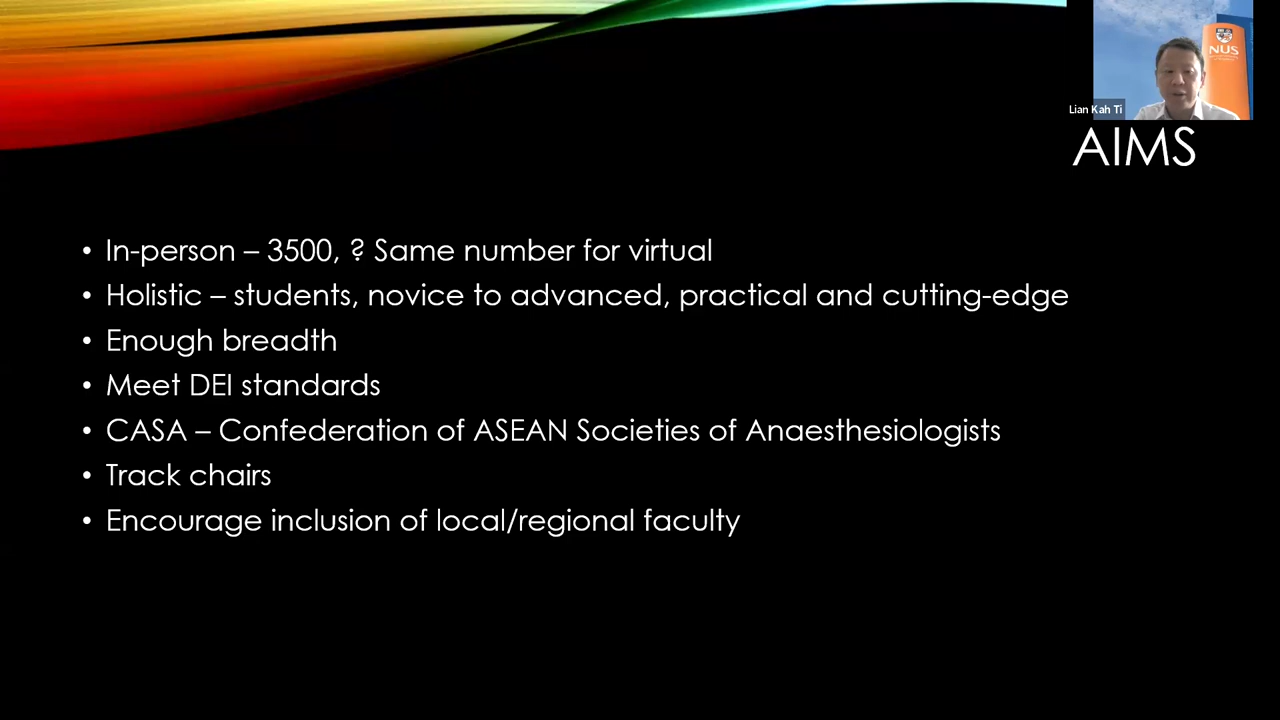 NUS
Lian Kah Ti
AIMS
• In-person – 3500, ? Same number for virtual
• Holistic – students, novice to advanced, practical and cutting-edge
• Enough breadth
• Meet DEI standards
• CASA – Confederation of ASEAN Societies of Anaesthesiologists
• Track chairs
• Encourage inclusion of local/regional faculty